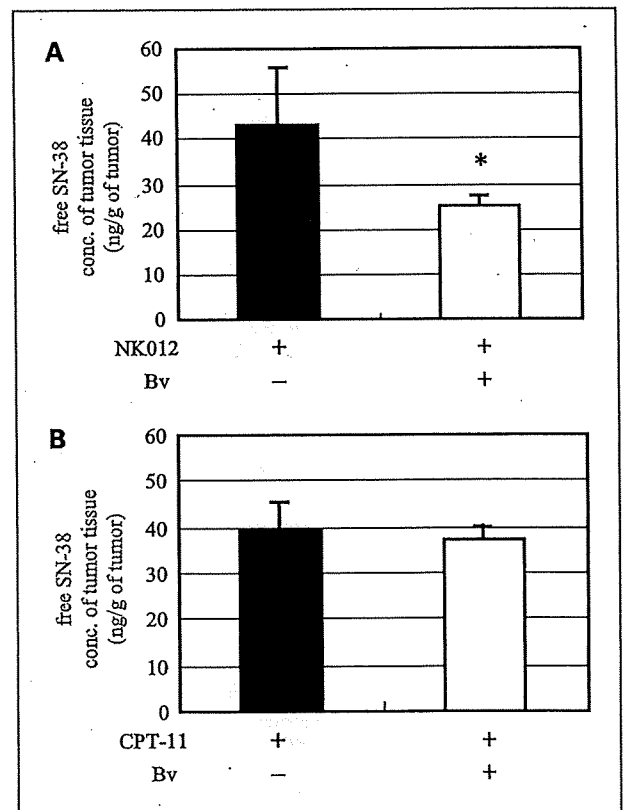 A
60
50
40
30
20
10
0
free SN-38
conc. of tumor tissue
(ng/g of tumor)
*
NK012 + +
Bv − +
B
60
50
40
30
20
10
0
free SN-38
conc. of tumor tissue
(ng/g of tumor)
CPT-11 + +
Bv − +